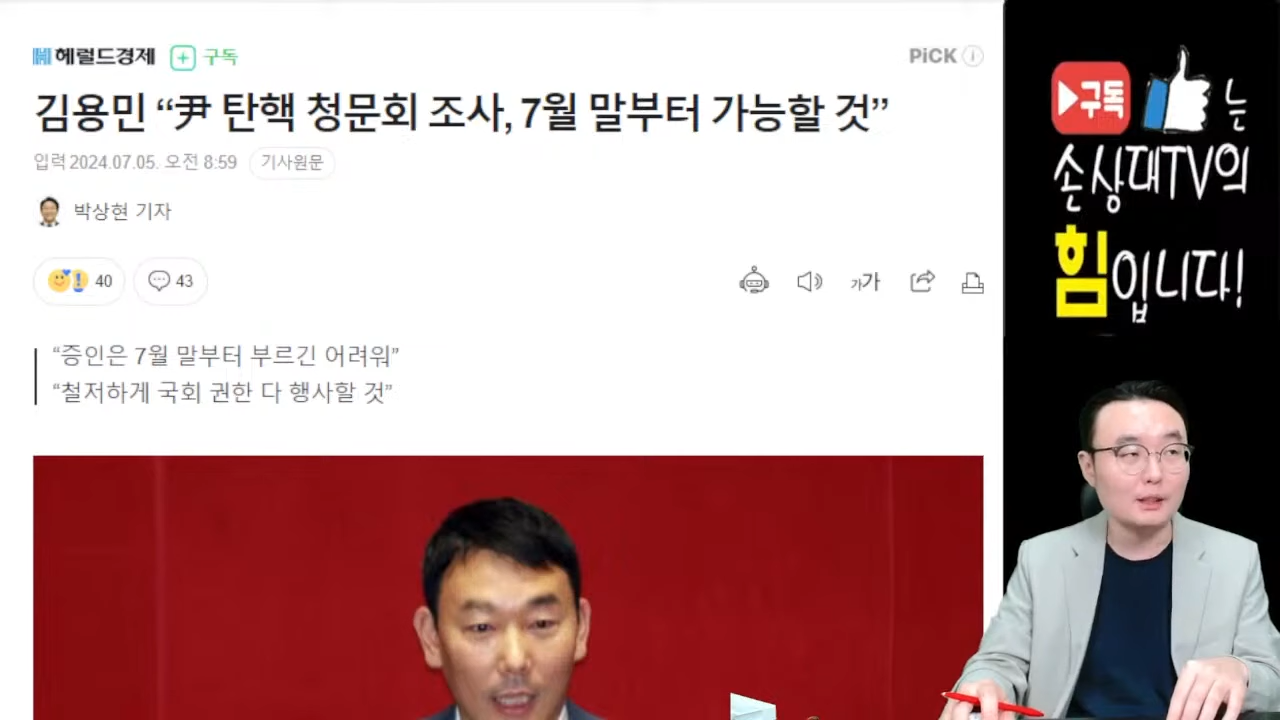 헤럴드경제 구독
PiCK
김용민 “尹 탄핵 청문회 조사, 7월 말부터 가능할 것”
입력 2024.07.05. 오전 8:59 기사원문
박상현 기자
40 43
가가
“증인은 7월 말부터 부르긴 어려워”
“철저하게 국회 권한 다 행사할 것”
구독 는
손상대TV의
힘입니다!